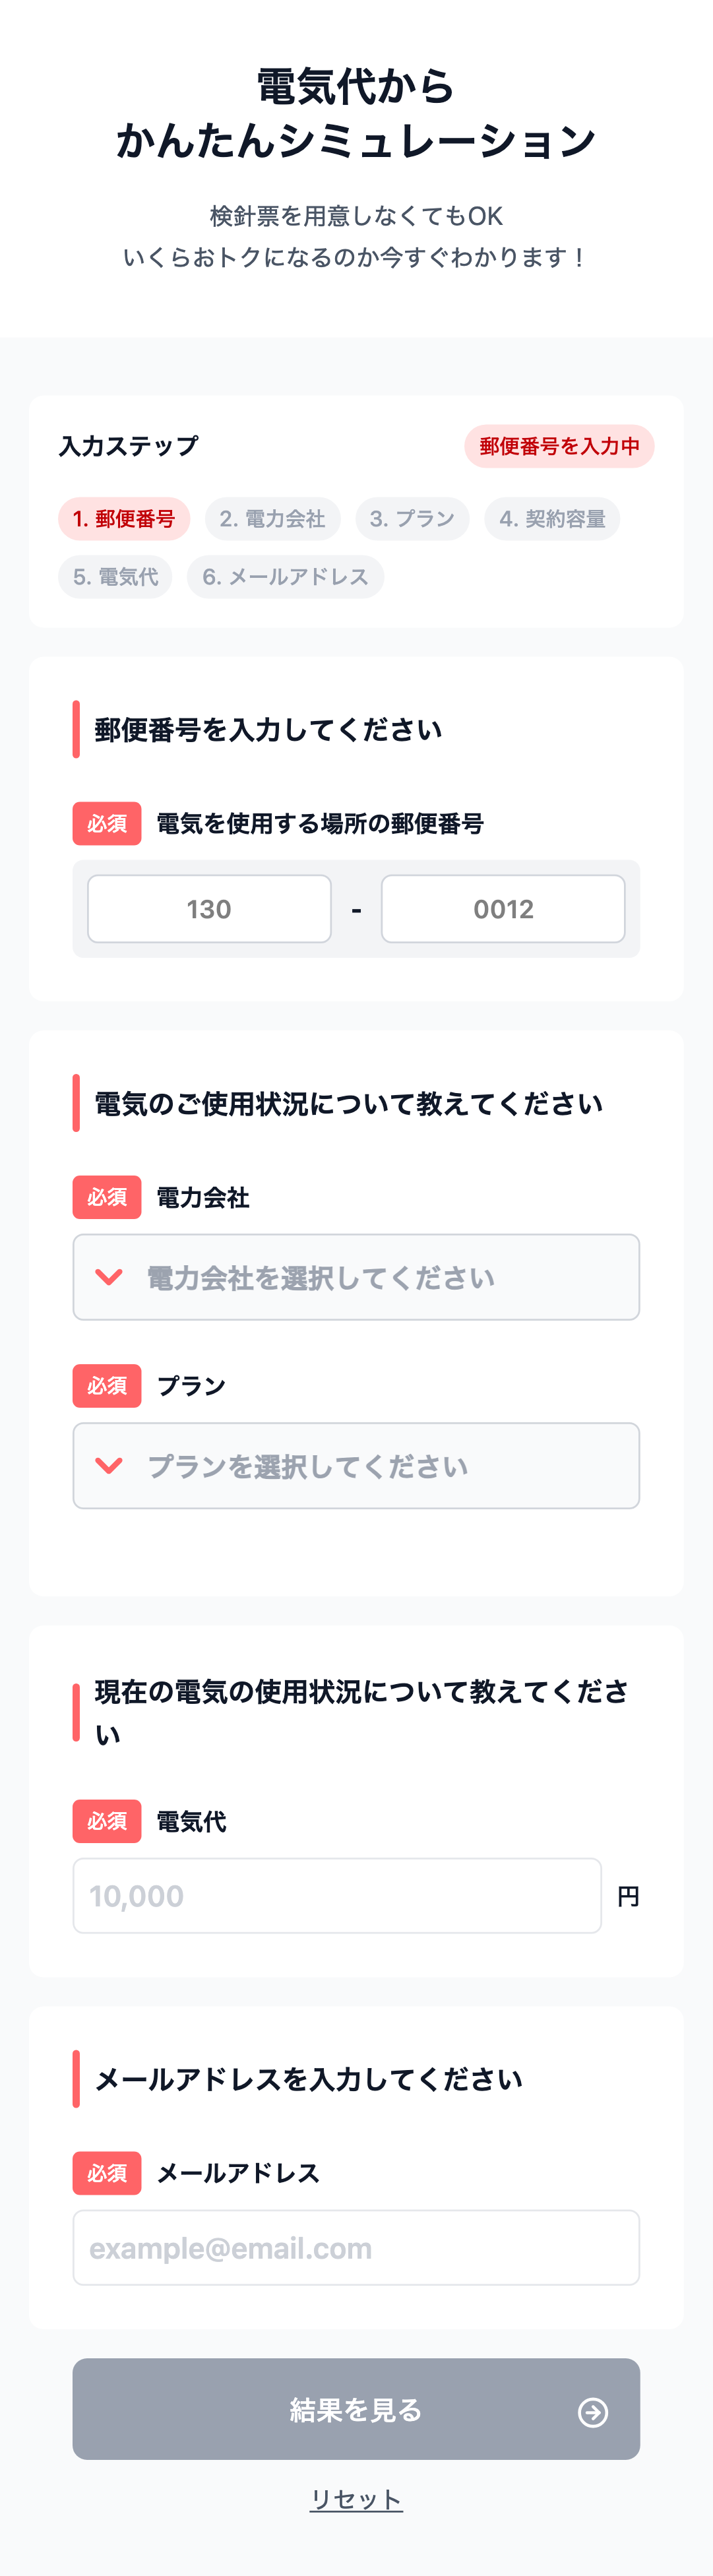 電気代から
かんたんシミュレーション
検針票を用意しなくてもOK
いくらおトクになるのか今すぐわかります！
入力ステップ
郵便番号を入力中
1. 郵便番号
2. 電力会社
3. プラン
4. 契約容量
5. 電気代
6. メールアドレス
郵便番号を入力してください
必須 電気を使用する場所の郵便番号
130 - 0012
電気のご使用状況について教えてください
必須 電力会社
電力会社を選択してください
必須 プラン
プランを選択してください
現在の電気の使用状況について教えてくださ
い
必須 電気代
10,000 円
メールアドレスを入力してください
必須 メールアドレス
example@email.com
結果を見る
リセット